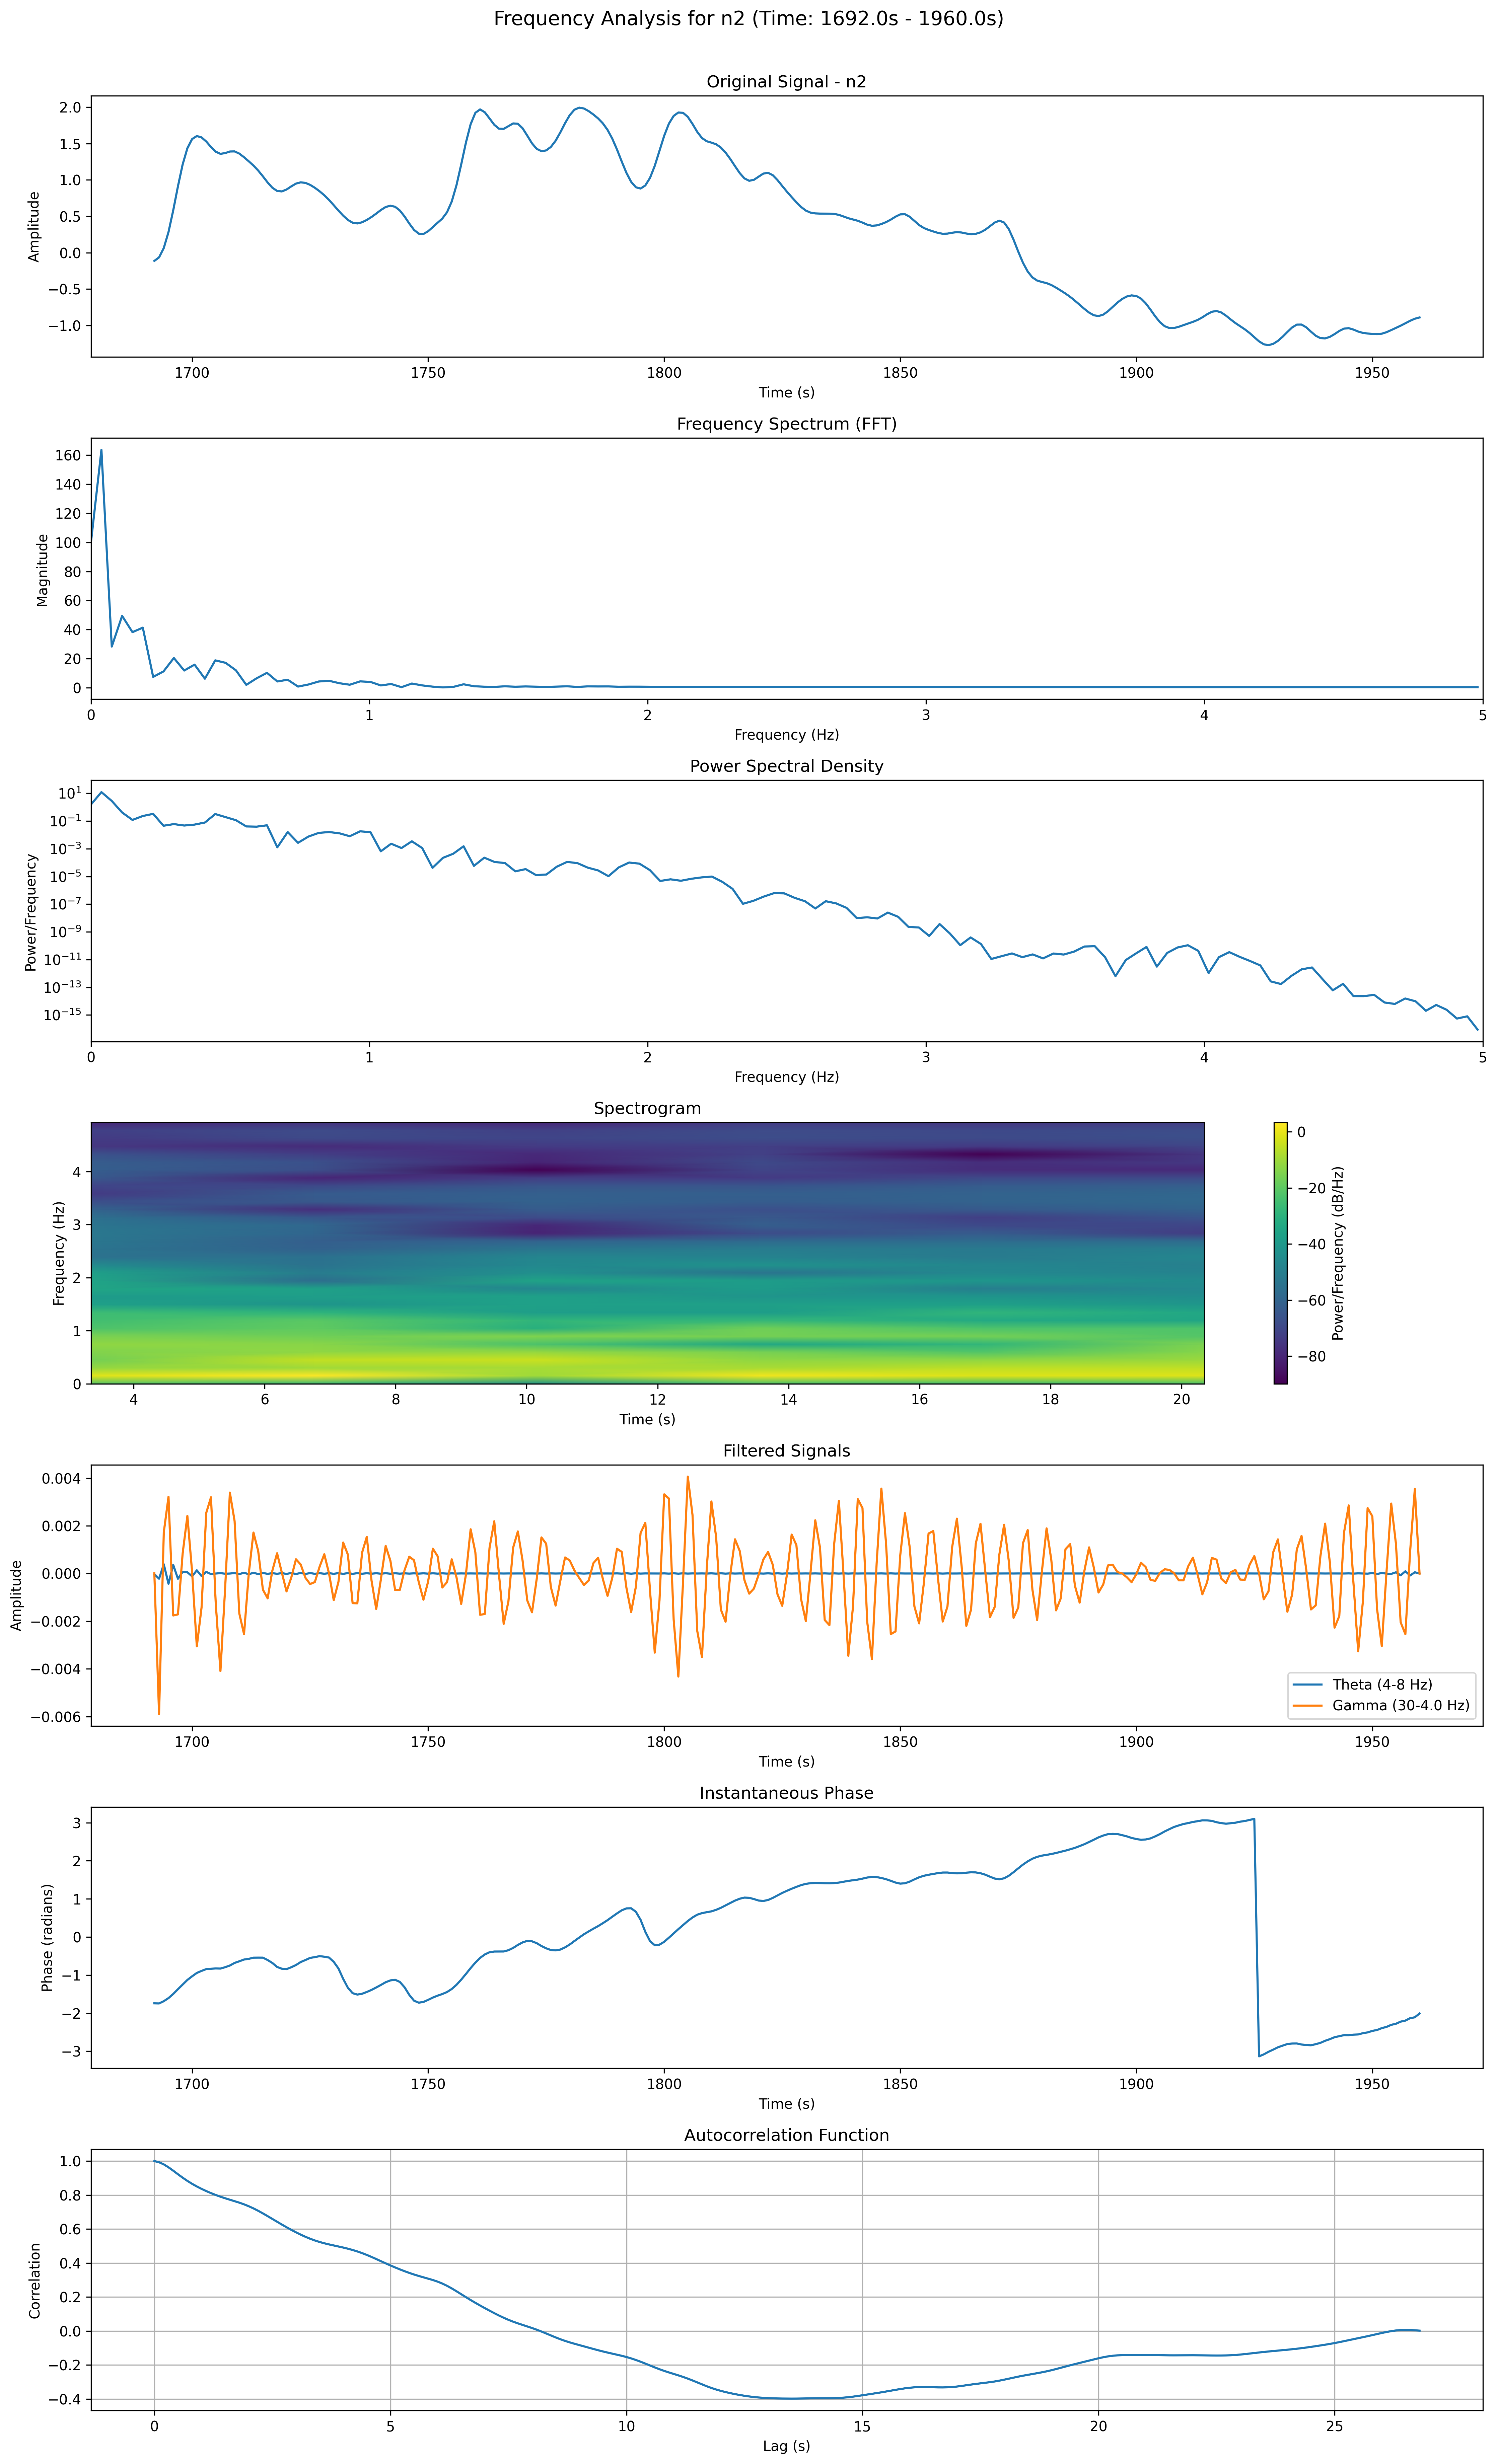 Frequency Analysis for n2 (Time: 1692.0s - 1960.0s)
Original Signal - n2
2.0
1.5
1.0
0.5
0.0
−0.5
−1.0
Amplitude
1700 1750 1800 1850 1900 1950
Time (s)
Frequency Spectrum (FFT)
160
140
120
100
80
60
40
20
0
Magnitude
0 1 2 3 4 5
Frequency (Hz)
Power Spectral Density
10¹
10⁻¹
10⁻³
10⁻⁵
10⁻⁷
10⁻⁹
10⁻¹¹
10⁻¹³
10⁻¹⁵
Power/Frequency
0 1 2 3 4 5
Frequency (Hz)
Spectrogram
4
3
2
1
0
Frequency (Hz)
4 6 8 10 12 14 16 18 20
Time (s)
0
−20
−40
−60
−80
Power/Frequency (dB/Hz)
Filtered Signals
0.004
0.002
0.000
−0.002
−0.004
−0.006
Amplitude
Theta (4-8 Hz)
Gamma (30-4.0 Hz)
1700 1750 1800 1850 1900 1950
Time (s)
Instantaneous Phase
3
2
1
0
−1
−2
−3
Phase (radians)
1700 1750 1800 1850 1900 1950
Time (s)
Autocorrelation Function
1.0
0.8
0.6
0.4
0.2
0.0
−0.2
−0.4
Correlation
0 5 10 15 20 25
Lag (s)